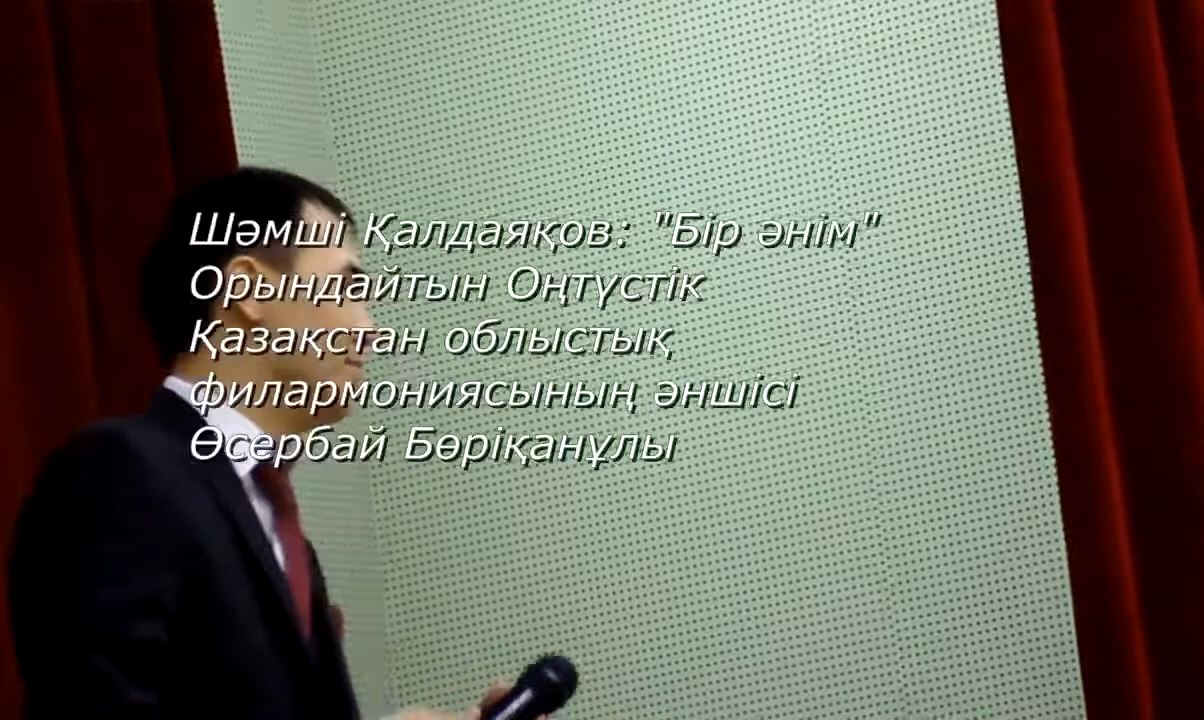 Шәмші Қалдаяқов: "Бір әнім"
Орындайтын Оңтүстік
Қазақстан облыстық
филармониясының әншісі
Өсербай Бөріқанұлы